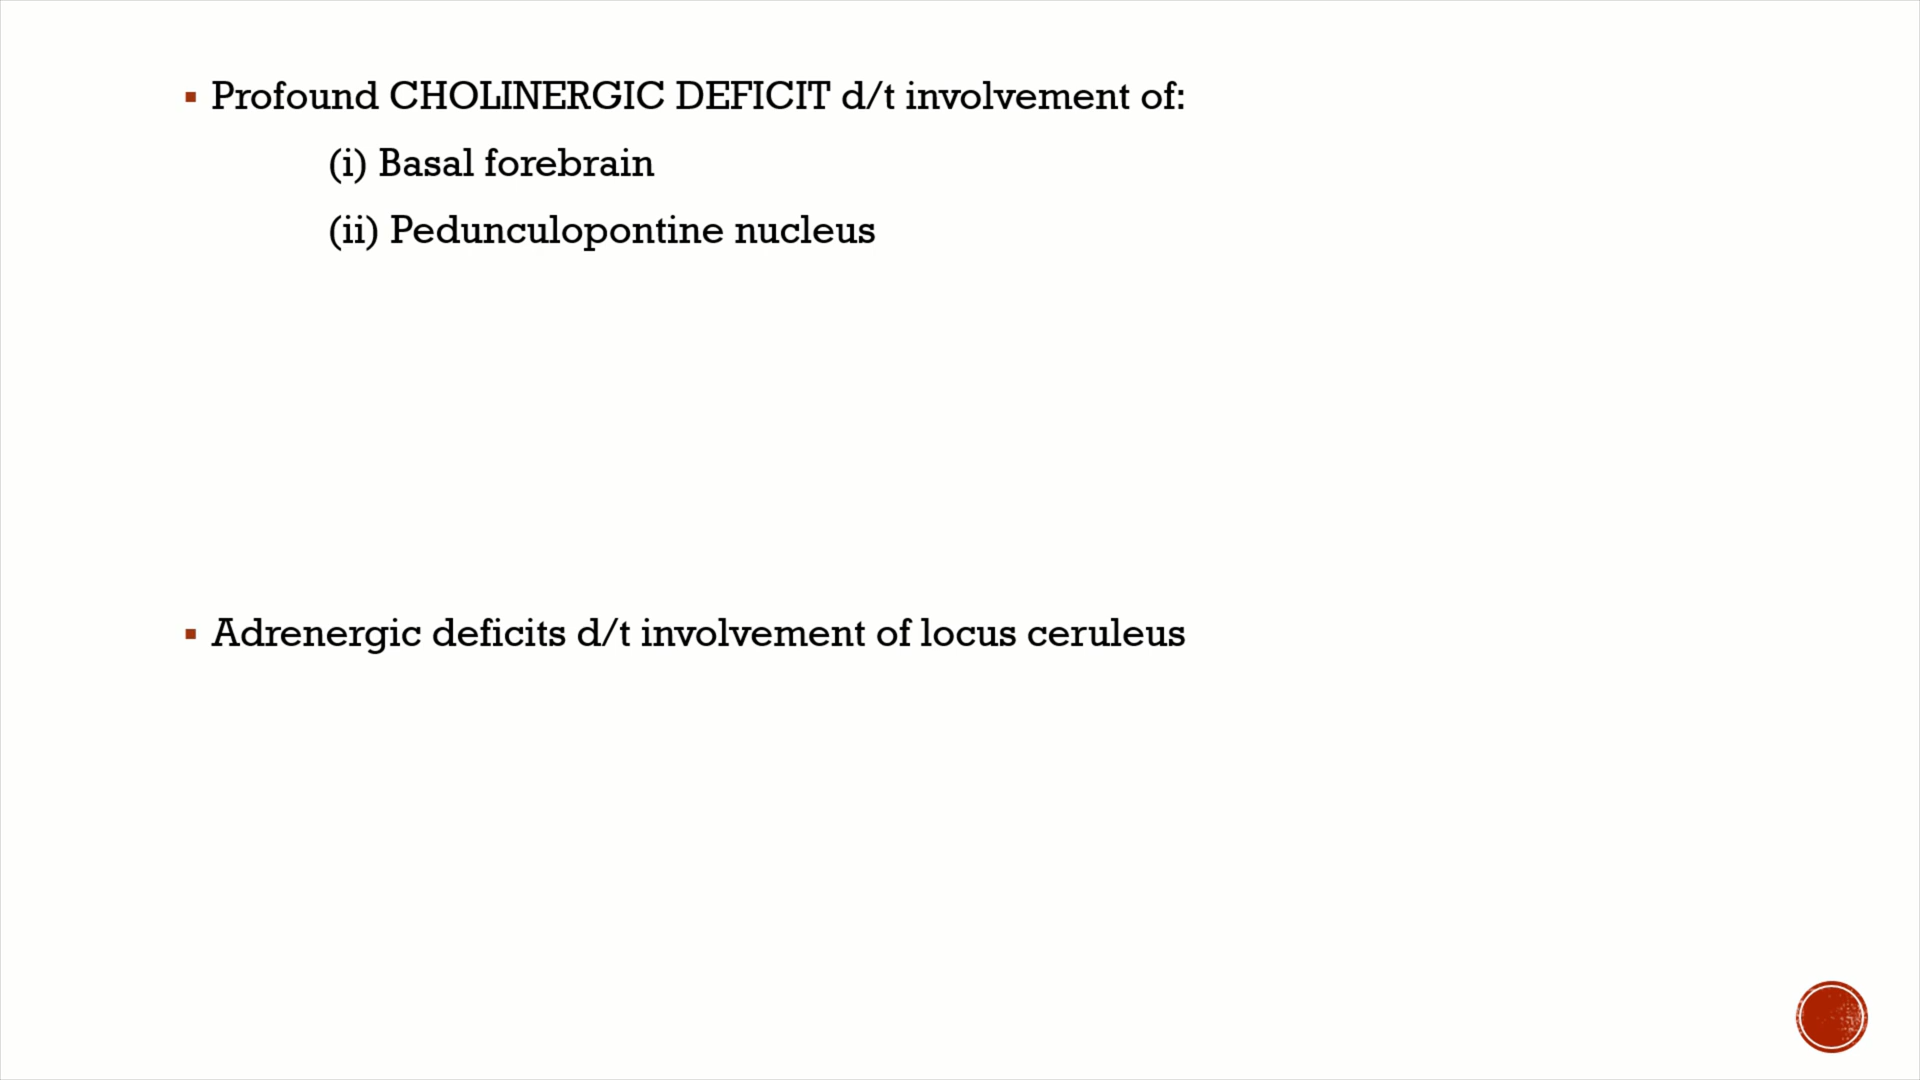 ▪ Profound CHOLINERGIC DEFICIT d/t involvement of:
(i) Basal forebrain
(ii) Pedunculopontine nucleus
▪ Adrenergic deficits d/t involvement of locus ceruleus